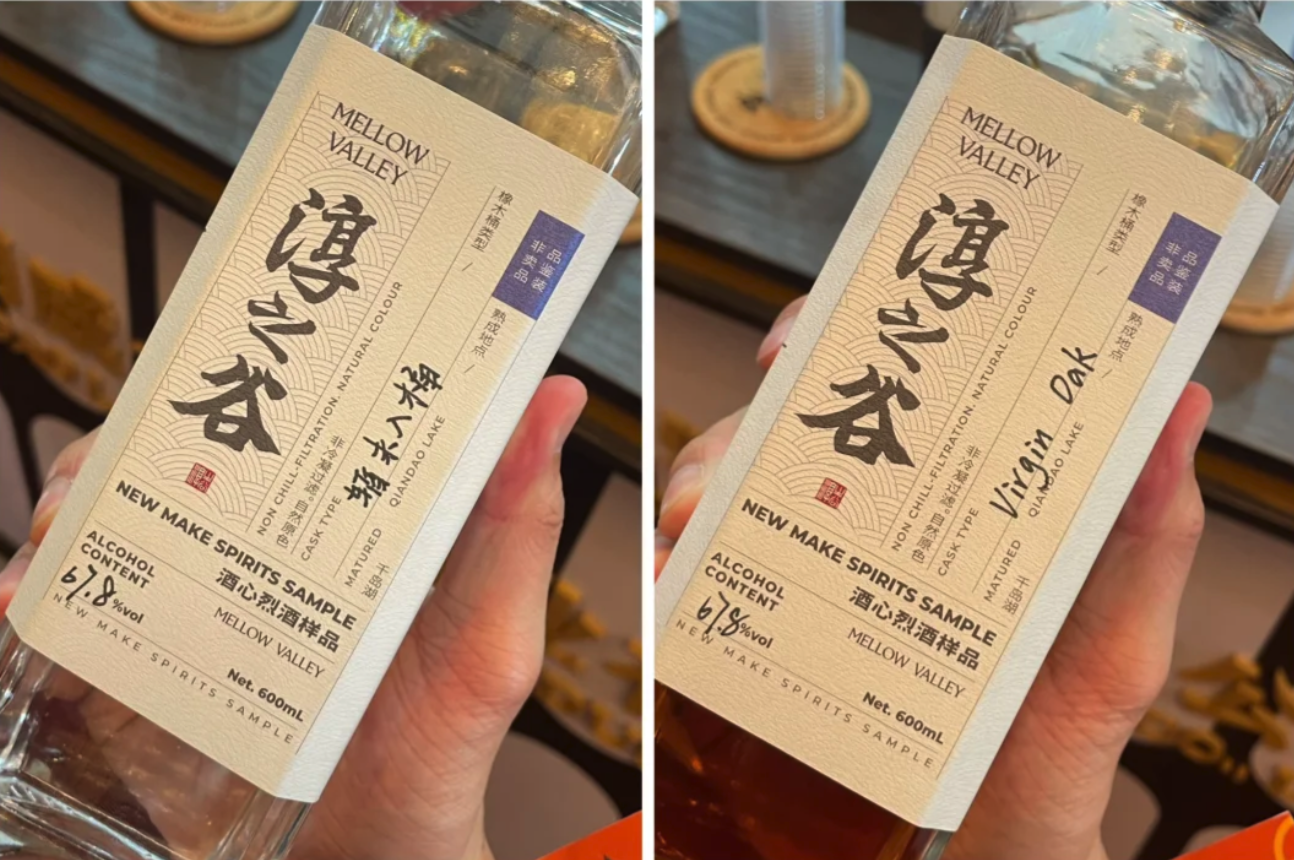 MELLOW
VALLEY
淳之谷
橡木桶类型 /
品鉴装
非卖品
熟成地点 /
NON CHILL-FILTRATION. NATURAL COLOUR
非冷凝过滤。自然原色
CASK TYPE
未入桶
MATURED
QIANDAO LAKE
千岛湖
NEW MAKE SPIRITS SAMPLE
酒心烈酒样品
ALCOHOL
CONTENT
67.8%vol
MELLOW VALLEY
Net. 600mL
NEW MAKE SPIRITS SAMPLE
MELLOW
VALLEY
淳之谷
橡木桶类型 /
品鉴装
非卖品
熟成地点 /
NON CHILL-FILTRATION. NATURAL COLOUR
非冷凝过滤。自然原色
CASK TYPE
Virgin Oak
MATURED
QIANDAO LAKE
千岛湖
NEW MAKE SPIRITS SAMPLE
酒心烈酒样品
ALCOHOL
CONTENT
67.8%vol
MELLOW VALLEY
Net. 600mL
NEW MAKE SPIRITS SAMPLE